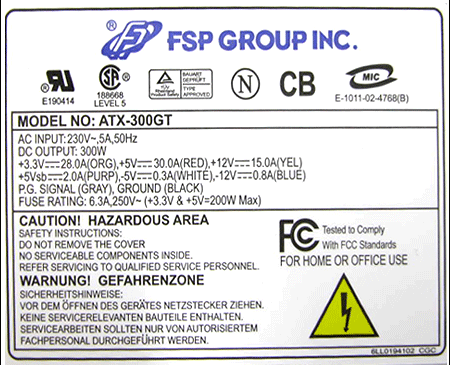 FSP GROUP INC.
E190414
188668
LEVEL 5
BAUART GEPRÜFT
TYPE APPROVED
N
CB
MIC
E-1011-02-4768(B)
MODEL NO: ATX-300GT
AC INPUT:230V~,5A,50Hz
DC OUTPUT: 300W
+3.3V⎓28.0A(ORG),+5V⎓30.0A(RED),+12V⎓15.0A(YEL)
+5Vsb⎓2.0A(PURP),-5V⎓0.3A(WHITE),-12V⎓0.8A(BLUE)
P.G. SIGNAL (GRAY), GROUND (BLACK)
FUSE RATING: 6.3A,250V~ (+3.3V & +5V=200W Max)
CAUTION! HAZARDOUS AREA
SAFETY INSTRUCTIONS:
DO NOT REMOVE THE COVER
NO SERVICEABLE COMPONENTS INSIDE.
REFER SERVICING TO QUALIFIED SERVICE PERSONNEL.
FC Tested to Comply
With FCC Standards
FOR HOME OR OFFICE USE
WARNUNG! GEFAHRENZONE
SICHERHEITSHINWEISE:
VOR DEM ÖFFNEN DES GERÄTES NETZSTECKER ZIEHEN.
KEINE SERVICERELEVANTEN BAUTEILE ENTHALTEN.
SERVICEARBEITEN SOLLTEN NUR VON AUTORISIERTEM
FACHPERSONAL DURCHGEFÜHRT WERDEN.
6LL0194102 CGC